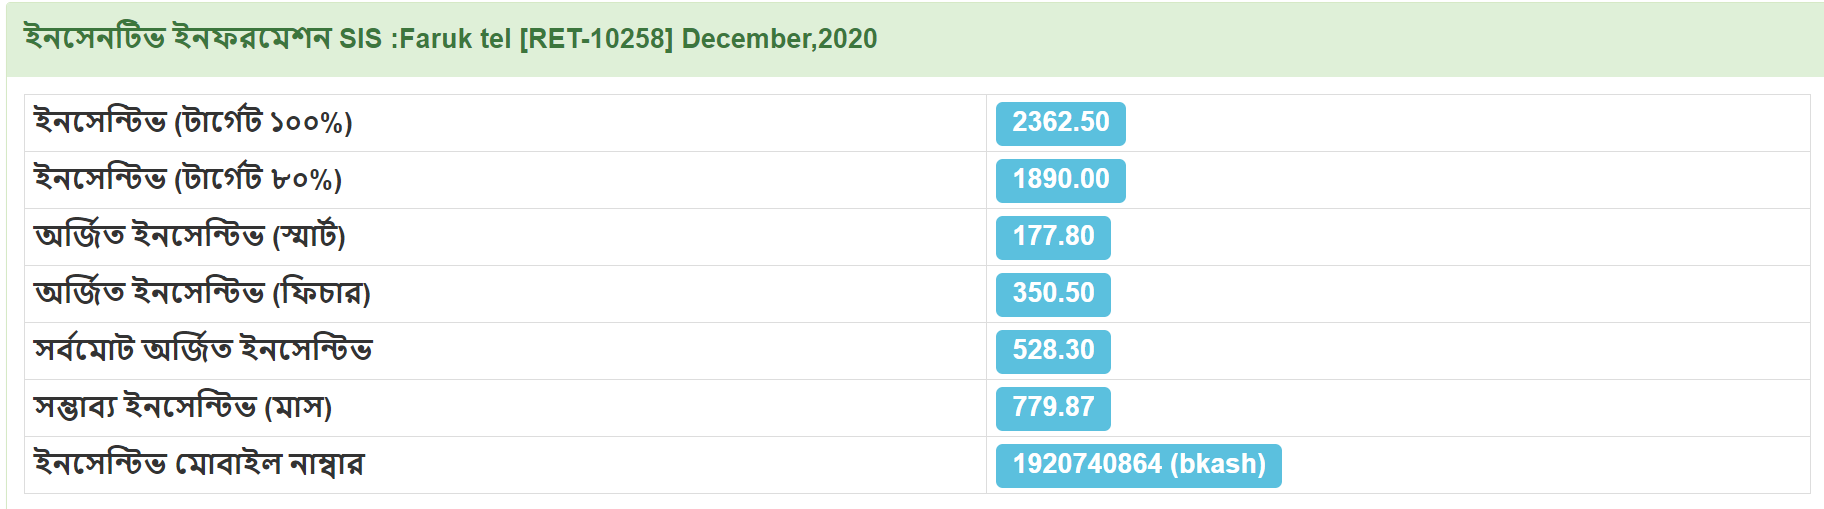 ইনসেনটিভ ইনফরমেশন SIS :Faruk tel [RET-10258] December,2020
ইনসেন্টিভ (টার্গেট ১০০%) 2362.50
ইনসেন্টিভ (টার্গেট ৮০%) 1890.00
অর্জিত ইনসেন্টিভ (স্মার্ট) 177.80
অর্জিত ইনসেন্টিভ (ফিচার) 350.50
সর্বমোট অর্জিত ইনসেন্টিভ 528.30
সম্ভাব্য ইনসেন্টিভ (মাস) 779.87
ইনসেন্টিভ মোবাইল নাম্বার 1920740864 (bkash)